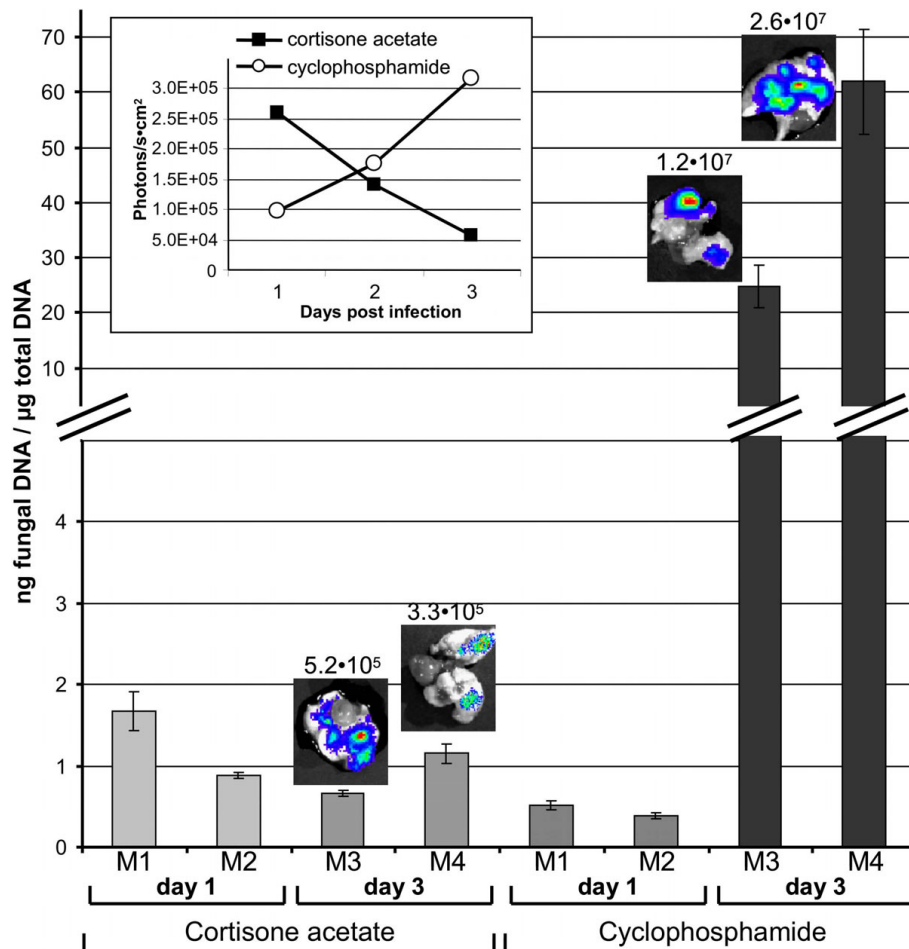 ng fungal DNA / µg total DNA
70
60
50
40
30
20
10
4
3
2
1
0
cortisone acetate
cyclophosphamide
Photons/s•cm²
3.0E+05
2.5E+05
2.0E+05
1.5E+05
1.0E+05
5.0E+04
0
1 2 3
Days post infection
2.6•10⁷
1.2•10⁷
3.3•10⁵
5.2•10⁵
M1 M2 M3 M4 M1 M2 M3 M4
day 1 day 3 day 1 day 3
Cortisone acetate Cyclophosphamide